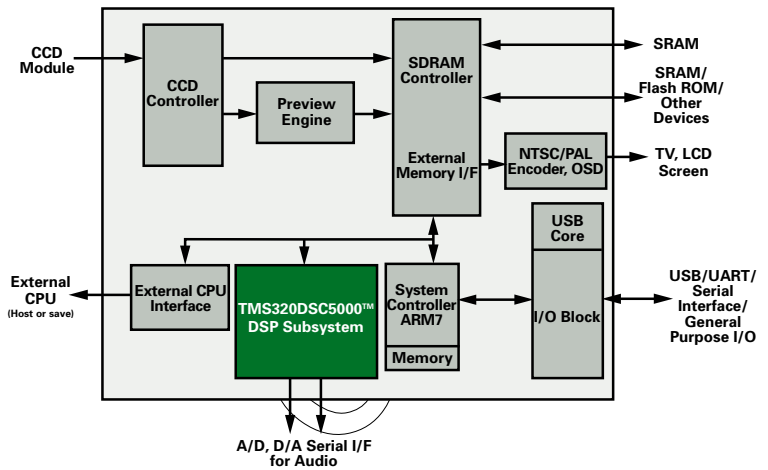 CCD
Module
CCD
Controller
Preview
Engine
SDRAM
Controller
External
Memory I/F
NTSC/PAL
Encoder, OSD
SRAM
SRAM/
Flash ROM/
Other
Devices
TV, LCD
Screen
External
CPU
(Host or save)
External CPU
Interface
TMS320DSC5000™
DSP Subsystem
System
Controller
ARM7
Memory
USB
Core
I/O Block
USB/UART/
Serial
Interface/
General
Purpose I/O
A/D, D/A Serial I/F
for Audio